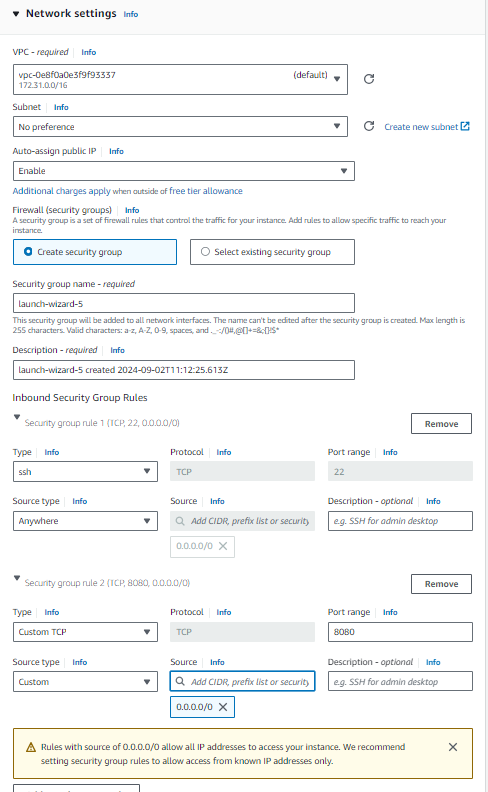 Network settings Info
VPC - required Info
vpc-0e8f0a0e3f9f93337 (default)
172.31.0.0/16
Subnet Info
No preference Create new subnet
Auto-assign public IP Info
Enable
Additional charges apply when outside of free tier allowance
Firewall (security groups) Info
A security group is a set of firewall rules that control the traffic for your instance. Add rules to allow specific traffic to reach your
instance.
Create security group Select existing security group
Security group name - required
launch-wizard-5
This security group will be added to all network interfaces. The name can't be edited after the security group is created. Max length is
255 characters. Valid characters: a-z, A-Z, 0-9, spaces, and ._-:/()#,@[]+=&;{}!$*
Description - required Info
launch-wizard-5 created 2024-09-02T11:12:25.613Z
Inbound Security Group Rules
Security group rule 1 (TCP, 22, 0.0.0.0/0) Remove
Type Info Protocol Info Port range Info
ssh TCP 22
Source type Info Source Info Description - optional Info
Anywhere Add CIDR, prefix list or security e.g. SSH for admin desktop
0.0.0.0/0
Security group rule 2 (TCP, 8080, 0.0.0.0/0) Remove
Type Info Protocol Info Port range Info
Custom TCP TCP 8080
Source type Info Source Info Description - optional Info
Custom Add CIDR, prefix list or security e.g. SSH for admin desktop
0.0.0.0/0
Rules with source of 0.0.0.0/0 allow all IP addresses to access your instance. We recommend
setting security group rules to allow access from known IP addresses only.